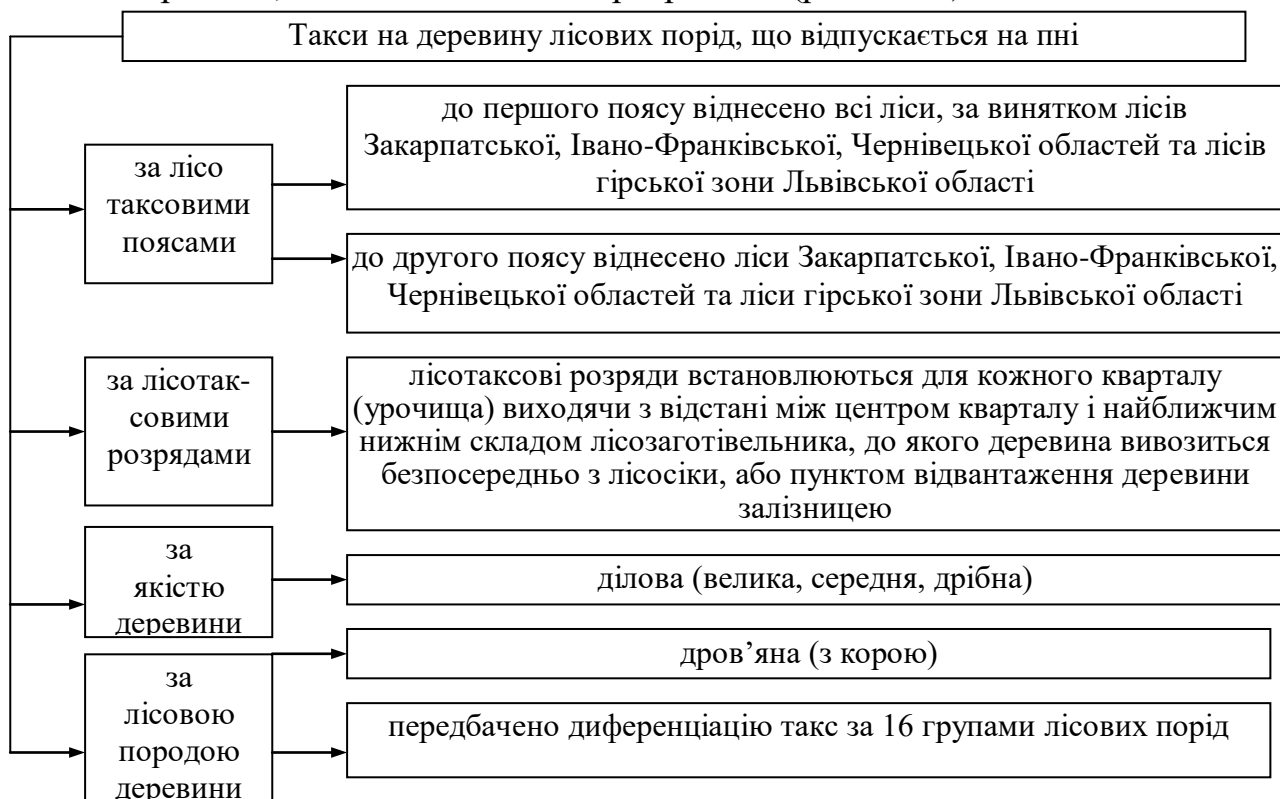 Такси на деревину лісових порід, що відпускається на пні
за лісо
таксовими
поясами
до першого поясу віднесено всі ліси, за винятком лісів
Закарпатської, Івано-Франківської, Чернівецької областей та лісів
гірської зони Львівської області
до другого поясу віднесено ліси Закарпатської, Івано-Франківської,
Чернівецької областей та ліси гірської зони Львівської області
за лісотак-
совими
розрядами
лісотаксові розряди встановлюються для кожного кварталу
(урочища) виходячи з відстані між центром кварталу і найближчим
нижнім складом лісозаготівельника, до якого деревина вивозиться
безпосередньо з лісосіки, або пунктом відвантаження деревини
залізницею
за
якістю
деревини
ділова (велика, середня, дрібна)
дров’яна (з корою)
за
лісовою
породою
деревини
передбачено диференціацію такс за 16 групами лісових порід